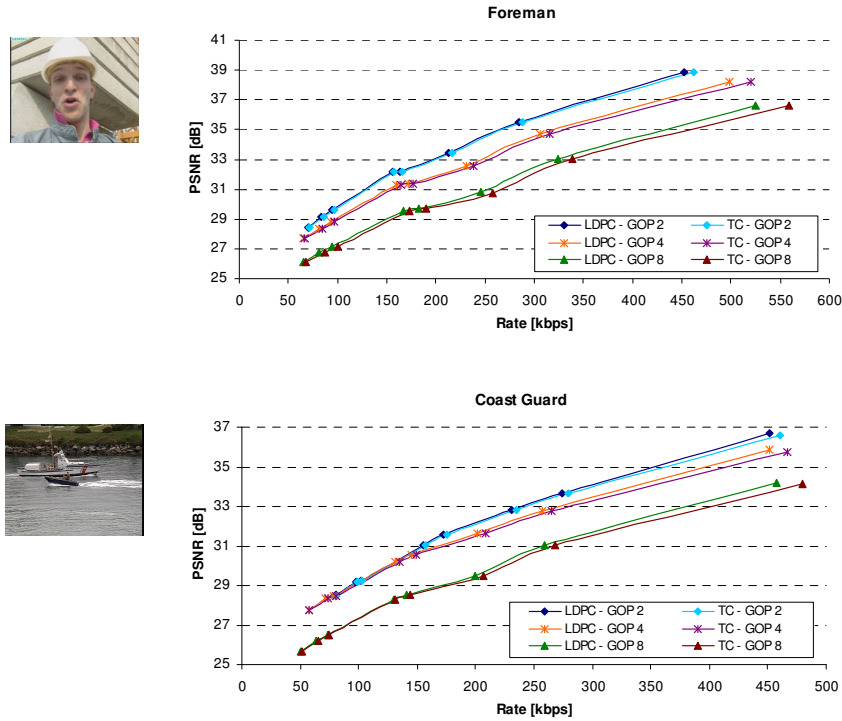 Foreman
41
39
37
35
33
31
29
27
25
PSNR [dB]
LDPC - GOP 2 TC - GOP 2
LDPC - GOP 4 TC - GOP 4
LDPC - GOP 8 TC - GOP 8
0 50 100 150 200 250 300 350 400 450 500 550 600
Rate [kbps]
Coast Guard
37
35
33
31
29
27
25
PSNR [dB]
LDPC - GOP 2 TC - GOP 2
LDPC - GOP 4 TC - GOP 4
LDPC - GOP 8 TC - GOP 8
0 50 100 150 200 250 300 350 400 450 500
Rate [kbps]